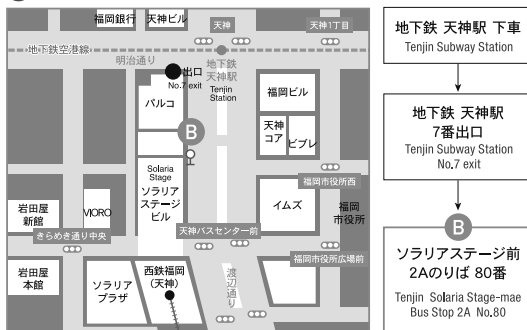 福岡銀行
天神ビル
天神
天神1丁目
地下鉄空港線
明治通り
出口
No.7 exit
地下鉄
天神駅
Tenjin
Station
パルコ
福岡ビル
天神
コア
ビブレ
B
Solaria
Stage
ソラリア
ステージ
ビル
福岡市役所西
イムズ
福岡
市役所
岩田屋
新館
VIORO
きらめき通り中央
天神バスセンター前
福岡市役所広場前
岩田屋
本館
ソラリア
プラザ
西鉄福岡
(天神)
渡辺通り
地下鉄 天神駅 下車
Tenjin Subway Station
地下鉄 天神駅
7番出口
Tenjin Subway Station
No.7 exit
B
ソラリアステージ前
2Aのりば 80番
Tenjin Solaria Stage-mae
Bus Stop 2A No.80